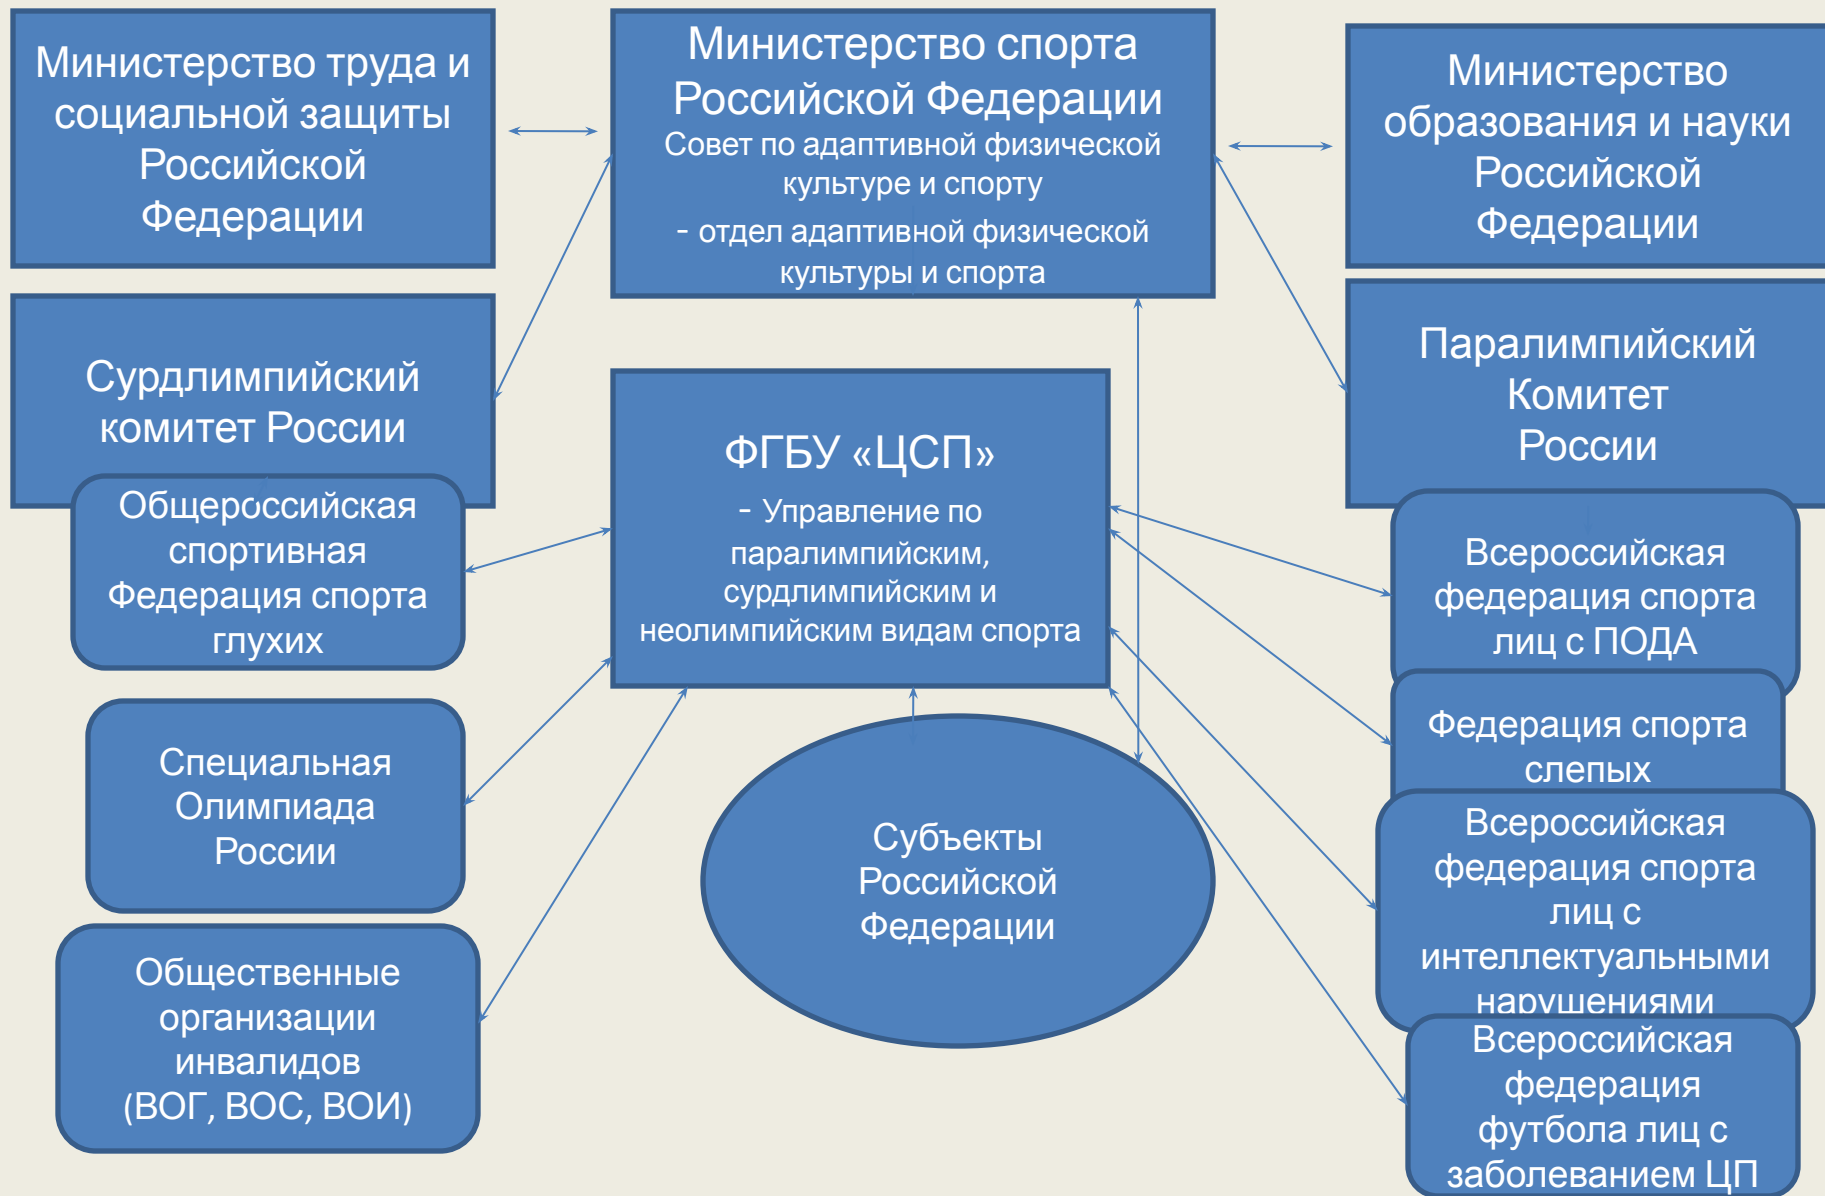 Министерство труда и
социальной защиты
Российской
Федерации
Министерство спорта
Российской Федерации
Совет по адаптивной физической
культуре и спорту
- отдел адаптивной физической
культуры и спорта
Министерство
образования и науки
Российской
Федерации
Сурдлимпийский
комитет России
Паралимпийский
Комитет
России
ФГБУ «ЦСП»
- Управление по
паралимпийским,
сурдлимпийским и
неолимпийским видам спорта
Общероссийская
спортивная
Федерация спорта
глухих
Всероссийская
федерация спорта
лиц с ПОДА
Специальная
Олимпиада
России
Федерация спорта
слепых
Субъекты
Российской
Федерации
Всероссийская
федерация спорта
лиц с
интеллектуальными
нарушениями
Общественные
организации
инвалидов
(ВОГ, ВОС, ВОИ)
Всероссийская
федерация
футбола лиц с
заболеванием ЦП